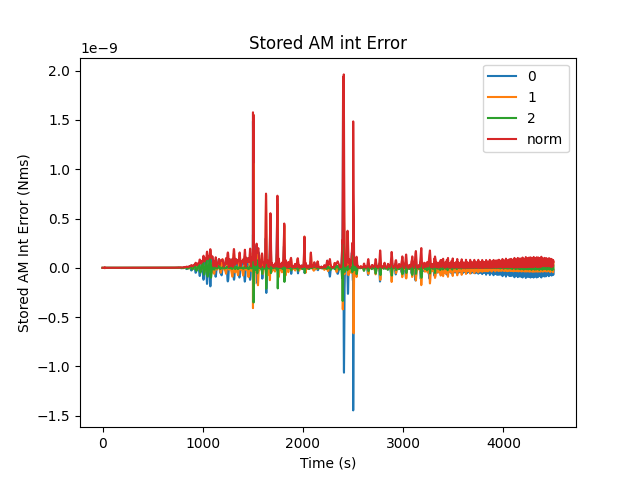 Stored AM int Error
1e−9
2.0
1.5
1.0
0.5
0.0
−0.5
−1.0
−1.5
Stored AM Int Error (Nms)
0
1
2
norm
0 1000 2000 3000 4000
Time (s)